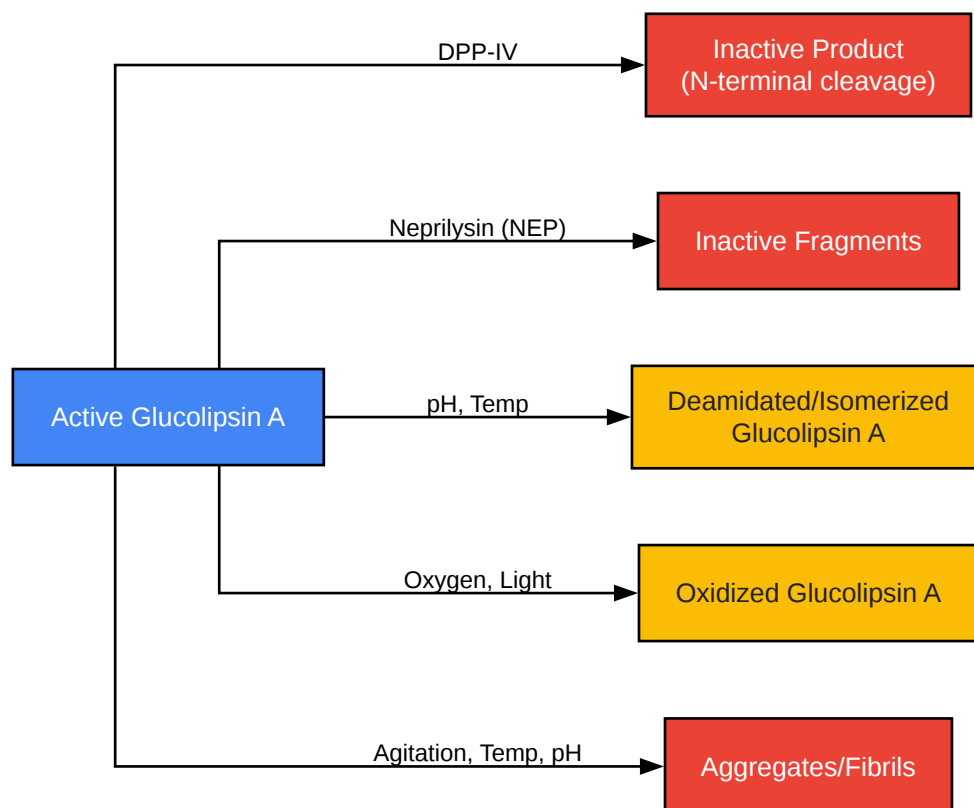 DPP-IV
Inactive Product
(N-terminal cleavage)
Neprilysin (NEP)
Inactive Fragments
Active Glucolipsin A
pH, Temp
Deamidated/Isomerized
Glucolipsin A
Oxygen, Light
Oxidized Glucolipsin A
Agitation, Temp, pH
Aggregates/Fibrils